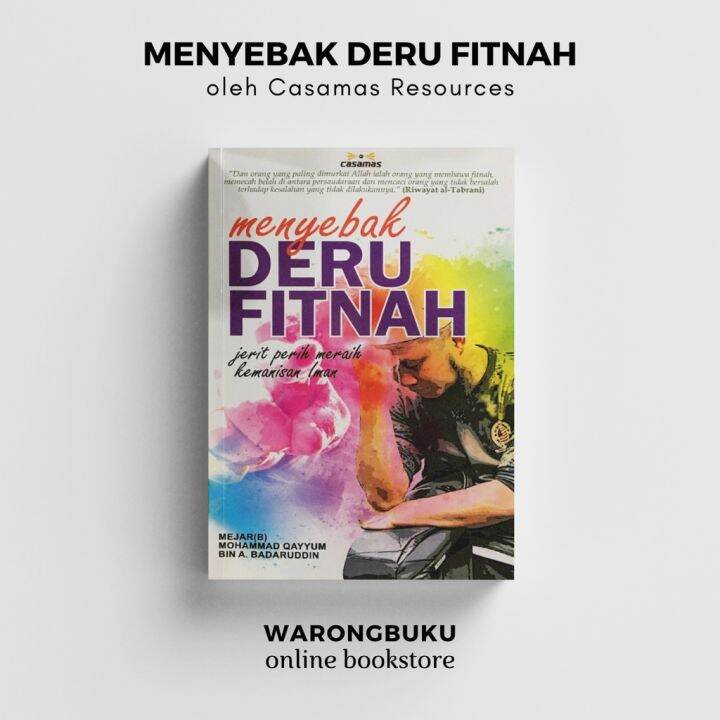 MENYEBAK DERU FITNAH
oleh Casamas Resources
casamas
"Dan orang yang paling dimurkai Allah ialah orang yang membawa fitnah,
memecah belah di antara persaudaraan dan mencaci orang yang tidak bersalah
terhadap kesalahan yang tidak dilakukannya." (Riwayat al-Tabrani)
menyebak
DERU
FITNAH
jerit perih meraih
kemanisan Iman
MEJAR(B)
MOHAMMAD QAYYUM
BIN A. BADARUDDIN
WARONGBUKU
online bookstore